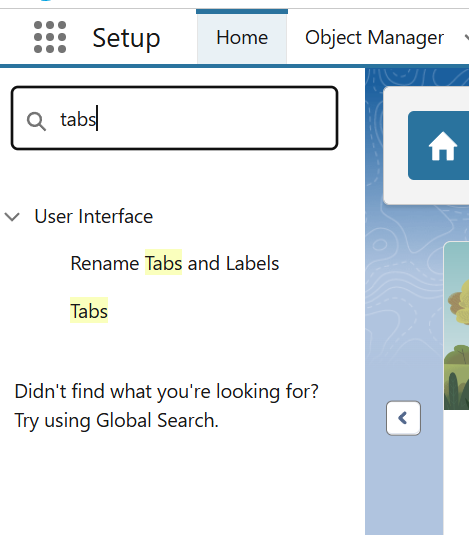 Setup
Home
Object Manager
tabs
User Interface
Rename Tabs and Labels
Tabs
Didn't find what you're looking for?
Try using Global Search.